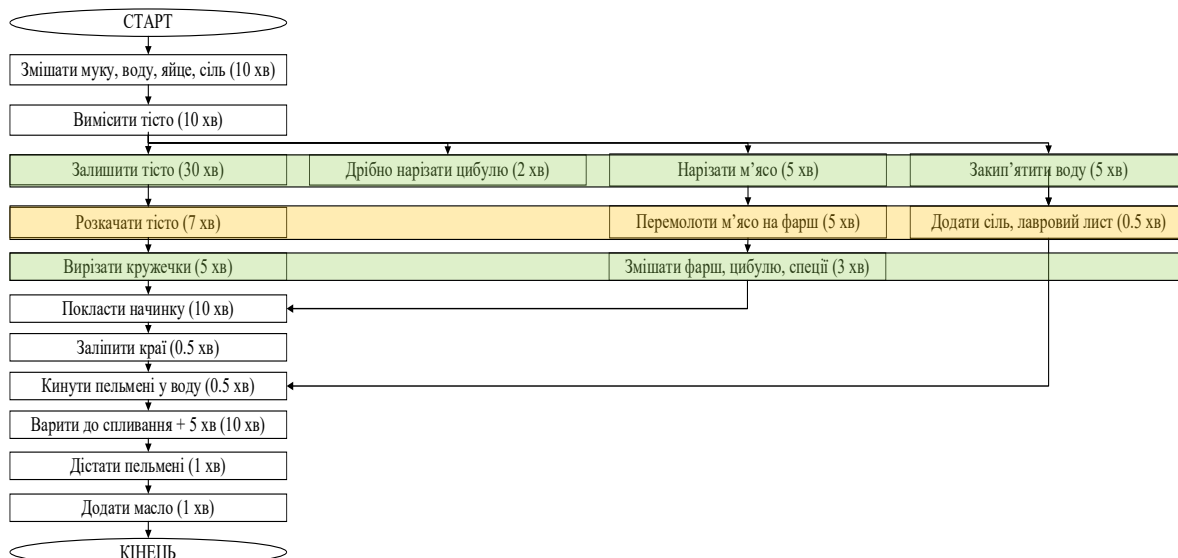 СТАРТ
Змішати муку, воду, яйце, сіль (10 хв)
Вимісити тісто (10 хв)
Залишити тісто (30 хв)
Дрібно нарізати цибулю (2 хв)
Нарізати м’ясо (5 хв)
Закип’ятити воду (5 хв)
Розкачати тісто (7 хв)
Перемолоти м’ясо на фарш (5 хв)
Додати сіль, лавровий лист (0.5 хв)
Вирізати кружечки (5 хв)
Змішати фарш, цибулю, спеції (3 хв)
Покласти начинку (10 хв)
Заліпити краї (0.5 хв)
Кинути пельмені у воду (0.5 хв)
Варити до спливання + 5 хв (10 хв)
Дістати пельмені (1 хв)
Додати масло (1 хв)
КІНЕЦЬ